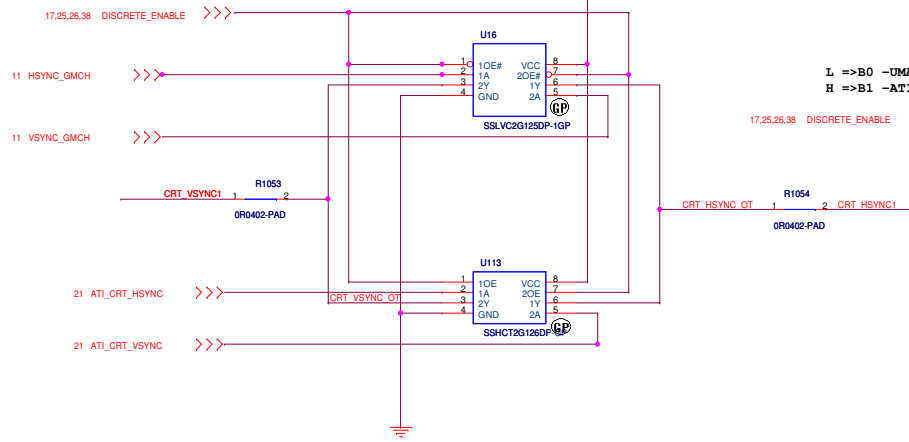 17,25,26,38 DISCRETE_ENABLE
U16
1 1OE# VCC 8
11 HSYNC_GMCH
2 1A 2OE# 7
3 2Y 1Y 6
4 GND 2A 5
GP
SSLVC2G125DP-1GP
L =>B0 -UMA
H =>B1 -ATI
17,25,26,38 DISCRETE_ENABLE
11 VSYNC_GMCH
R1053
CRT_VSYNC1 1 2
0R0402-PAD
R1054
CRT_HSYNC_OT 1 2 CRT_HSYNC1
0R0402-PAD
U113
1 1OE VCC 8
21 ATI_CRT_HSYNC
2 1A 2OE 7
CRT_VSYNC_OT
3 2Y 1Y 6
4 GND 2A 5
GP
SSHCT2G126DP-GP
21 ATI_CRT_VSYNC